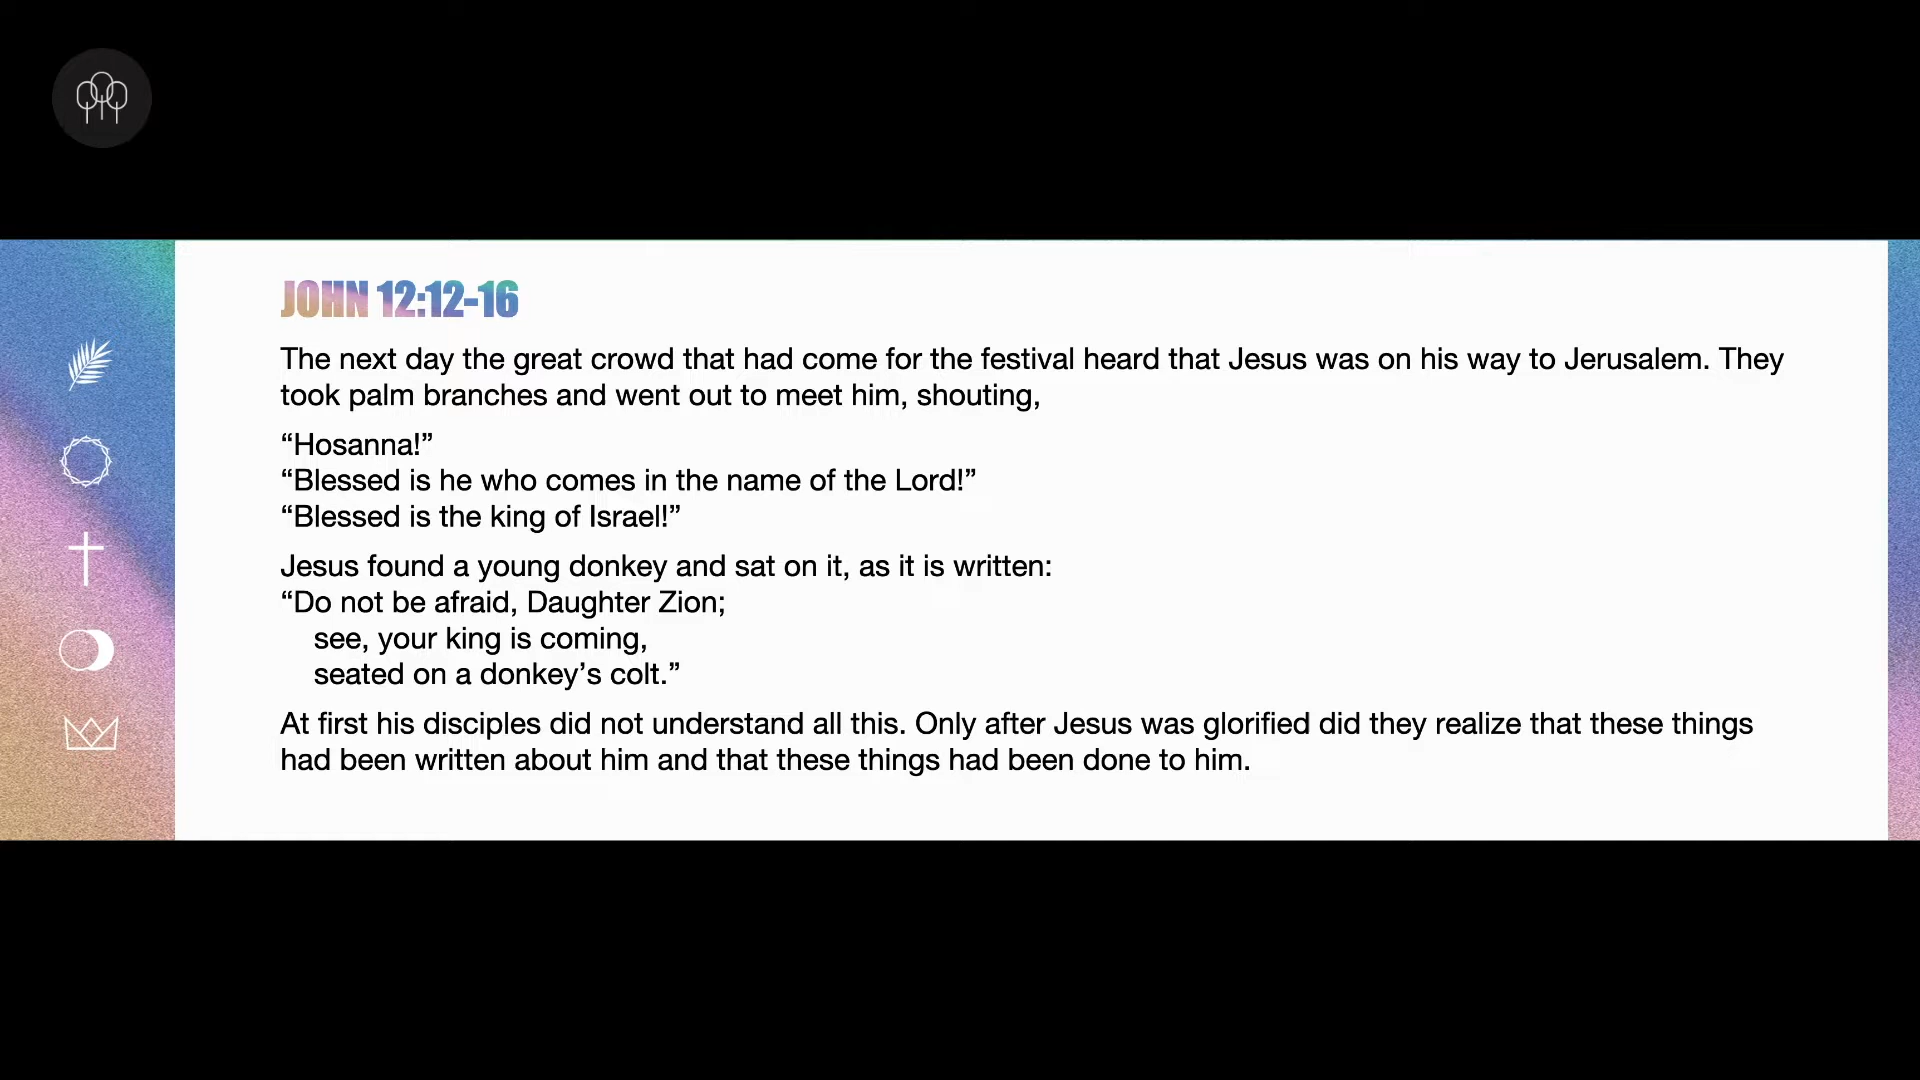 JOHN 12:12-16
The next day the great crowd that had come for the festival heard that Jesus was on his way to Jerusalem. They
took palm branches and went out to meet him, shouting,
“Hosanna!”
“Blessed is he who comes in the name of the Lord!”
“Blessed is the king of Israel!”
Jesus found a young donkey and sat on it, as it is written:
“Do not be afraid, Daughter Zion;
see, your king is coming,
seated on a donkey’s colt.”
At first his disciples did not understand all this. Only after Jesus was glorified did they realize that these things
had been written about him and that these things had been done to him.